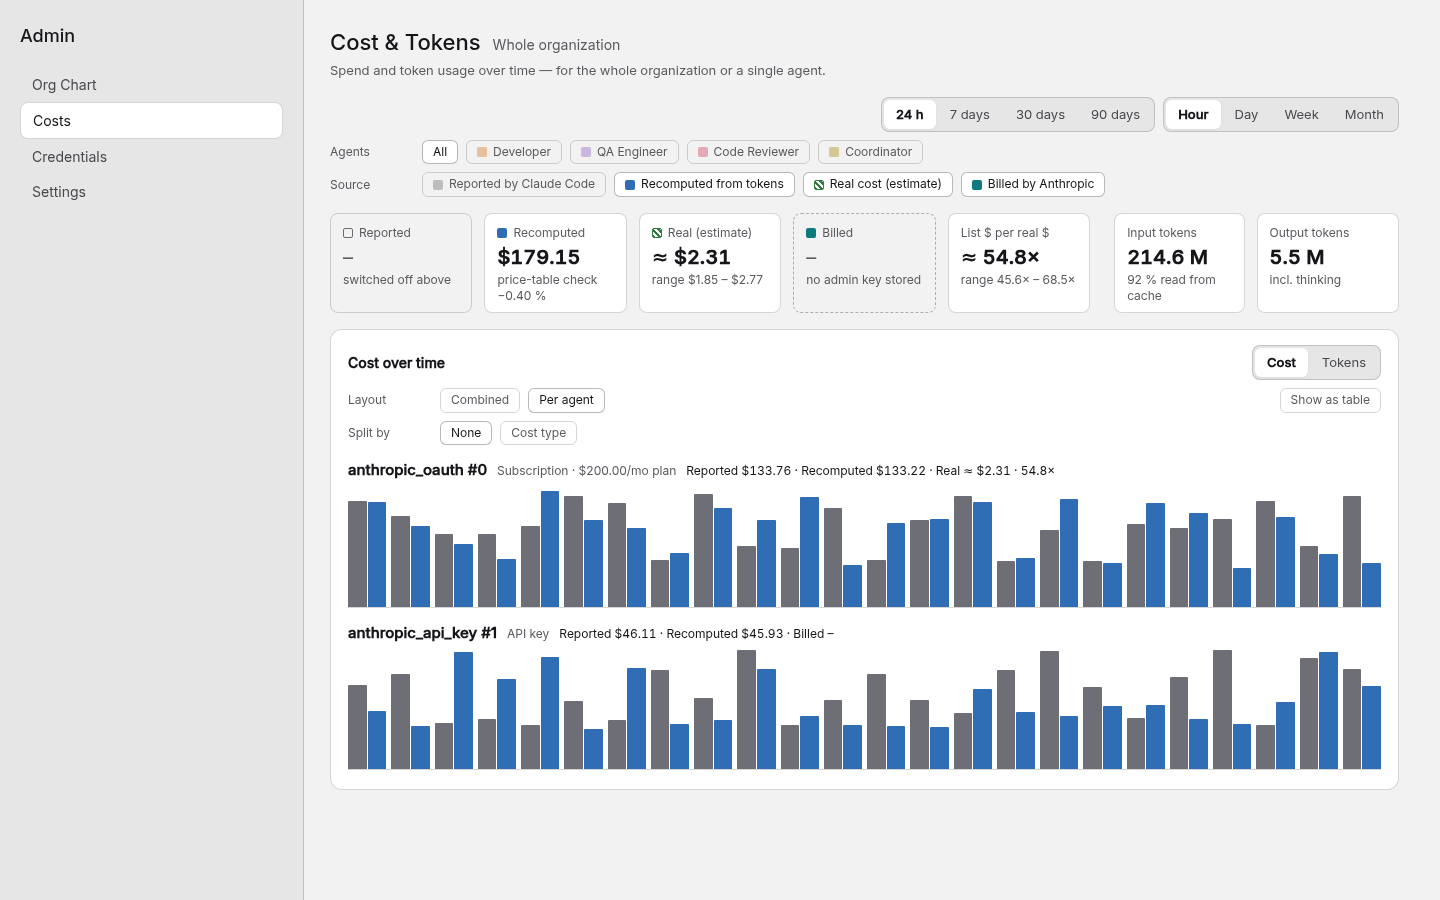 Admin
Org Chart
Costs
Credentials
Settings
Cost & Tokens Whole organization
Spend and token usage over time — for the whole organization or a single agent.
24 h 7 days 30 days 90 days Hour Day Week Month
Agents All Developer QA Engineer Code Reviewer Coordinator
Source Reported by Claude Code Recomputed from tokens Real cost (estimate) Billed by Anthropic
Reported
–
switched off above
Recomputed
$179.15
price-table check
−0.40 %
Real (estimate)
≈ $2.31
range $1.85 – $2.77
Billed
–
no admin key stored
List $ per real $
≈ 54.8×
range 45.6× – 68.5×
Input tokens
214.6 M
92 % read from
cache
Output tokens
5.5 M
incl. thinking
Cost over time Cost Tokens
Layout Combined Per agent Show as table
Split by None Cost type
anthropic_oauth #0 Subscription · $200.00/mo plan Reported $133.76 · Recomputed $133.22 · Real ≈ $2.31 · 54.8×
anthropic_api_key #1 API key Reported $46.11 · Recomputed $45.93 · Billed –